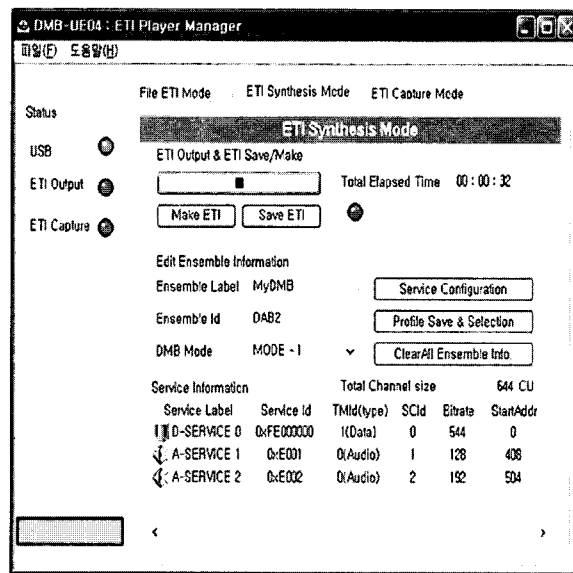 DMB-UE04 : ETI Player Manager
파일(F) 도움말(H)
File ETI Mode ETI Synthesis Mode ETI Capture Mode
Status
ETI Synthesis Mode
USB
ETI Output & ETI Save/Make
ETI Output
Total Elapsed Time 00:00:32
Make ETI Save ETI
ETI Capture
Edit Ensemble Information
Ensemble Label MyDMB Service Configuration
Ensemble Id DAB2 Profile Save & Selection
DMB Mode MODE - I ClearAll Ensemble Info.
Service Information Total Channel size 644 CU
Service Label Service Id TMId(type) SCId Bitrate StartAddr
D-SERVICE 0 0xFE000000 1(Data) 0 544 0
A-SERVICE 1 0xE001 0(Audio) 1 128 408
A-SERVICE 2 0xE002 0(Audio) 2 192 504